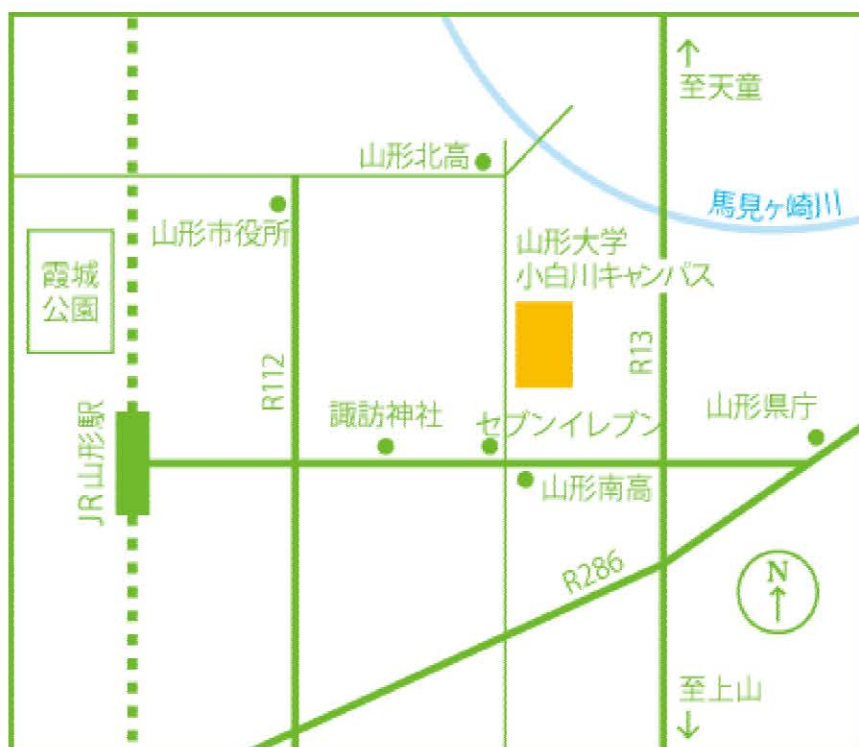 ↑
至天童
山形北高
馬見ヶ崎川
山形市役所
山形大学
小白川キャンパス
霞城
公園
R112
R13
諏訪神社
セブンイレブン
山形県庁
JR山形駅
山形南高
R286
N
↑
至上山
↓